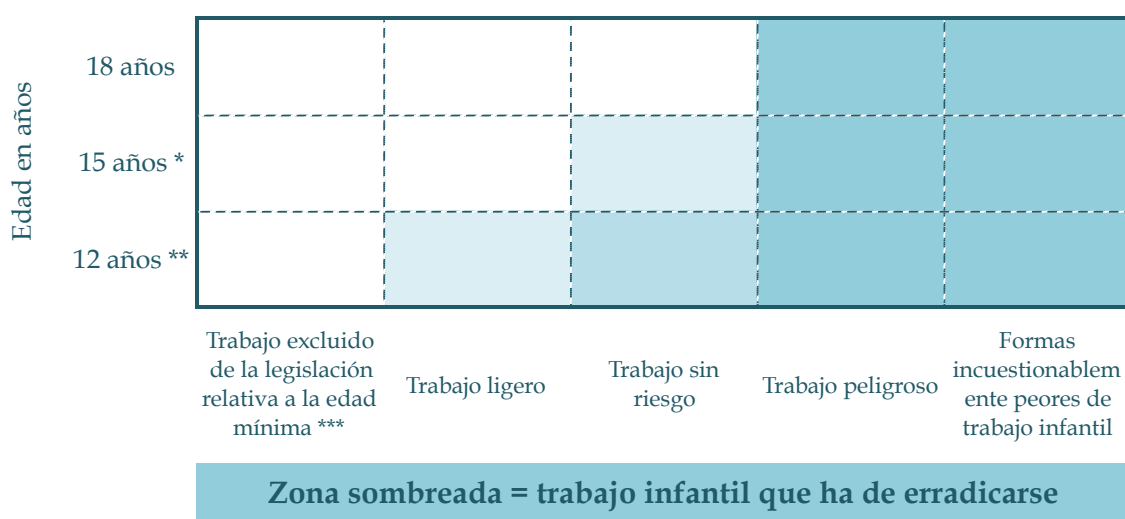 Edad en años
18 años
15 años *
12 años **
Trabajo excluido
de la legislación
relativa a la edad
mínima ***
Trabajo ligero
Trabajo sin
riesgo
Trabajo peligroso
Formas
incuestionablem
ente peores de
trabajo infantil
Zona sombreada = trabajo infantil que ha de erradicarse